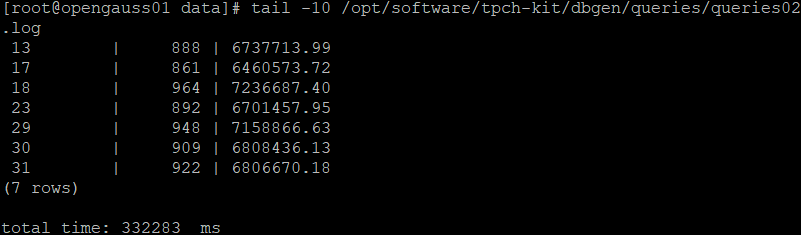 [root@opengauss01 data]# tail -10 /opt/software/tpch-kit/dbgen/queries/queries02
.log
 13         |     888 | 6737713.99
 17         |     861 | 6460573.72
 18         |     964 | 7236687.40
 23         |     892 | 6701457.95
 29         |     948 | 7158866.63
 30         |     909 | 6808436.13
 31         |     922 | 6806670.18
(7 rows)

total time: 332283  ms